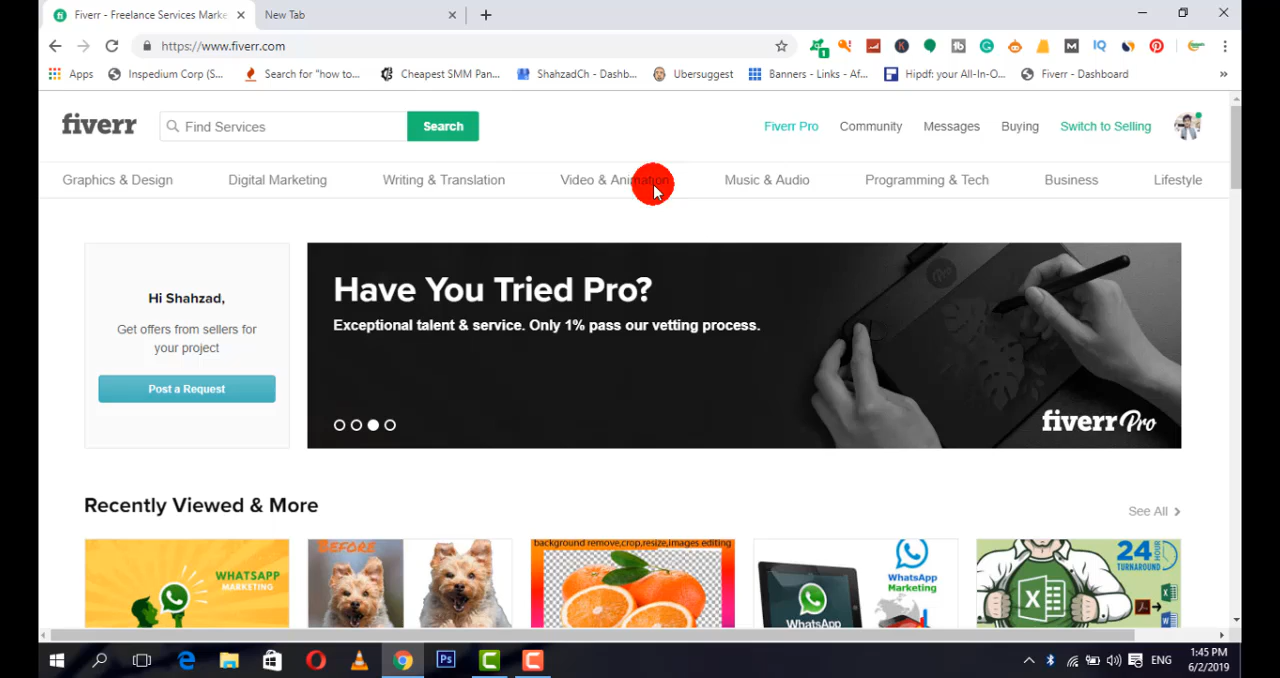 Fiverr - Freelance Services Marke
New Tab
https://www.fiverr.com
Apps
Inspedium Corp (S...
Search for "how to...
Cheapest SMM Pan...
ShahzadCh - Dashb...
Ubersuggest
Banners - Links - Af...
Hipdf: your All-In-O...
Fiverr - Dashboard
fiverr
Find Services
Search
Fiverr Pro
Community
Messages
Buying
Switch to Selling
Graphics & Design
Digital Marketing
Writing & Translation
Video & Animation
Music & Audio
Programming & Tech
Business
Lifestyle
Hi Shahzad,
Get offers from sellers for
your project
Post a Request
Have You Tried Pro?
Exceptional talent & service. Only 1% pass our vetting process.
fiverr Pro
Recently Viewed & More
See All
WHATSAPP
MARKETING
BEFORE
background remove,crop,resize,images editing
WhatsApp
WhatsApp
Marketing
24 HOUR
TURNAROUND
ENG
1:45 PM
6/2/2019